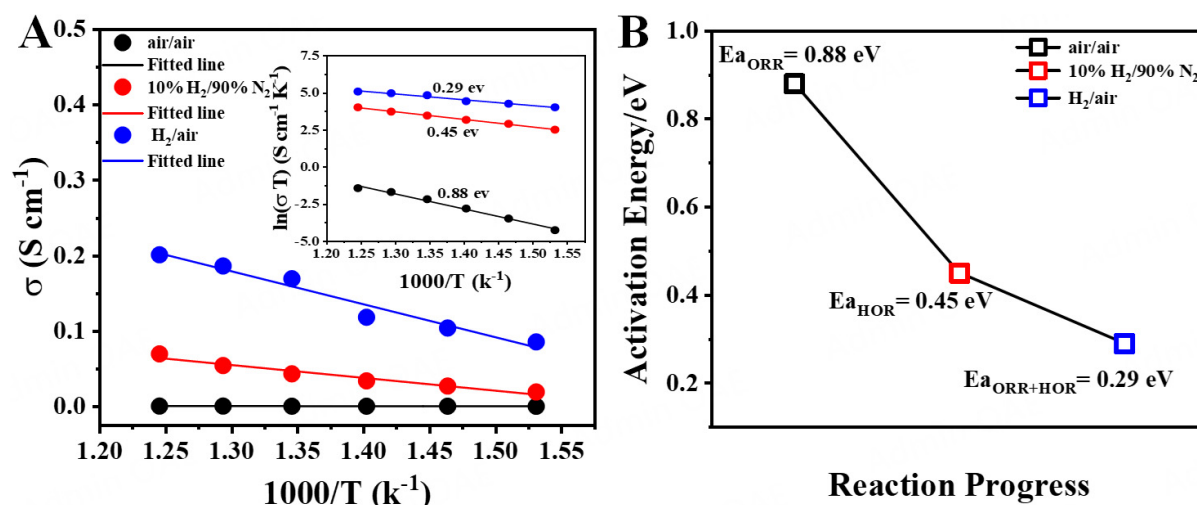 A
σ (S cm⁻¹)
0.5
0.4
0.3
0.2
0.1
0.0
1.20 1.25 1.30 1.35 1.40 1.45 1.50 1.55
1000/T (k⁻¹)
air/air
Fitted line
10% H₂/90% N₂
Fitted line
H₂/air
Fitted line
ln(σ T) (S cm⁻¹ K⁻¹)
7.5
5.0
2.5
0.0
−2.5
−5.0
0.29 ev
0.45 ev
0.88 ev
1.20 1.25 1.30 1.35 1.40 1.45 1.50 1.55
1000/T (k⁻¹)
B
Activation Energy/eV
1.0
0.8
0.6
0.4
0.2
Ea_ORR= 0.88 eV
Ea_HOR= 0.45 eV
Ea_ORR+HOR= 0.29 eV
air/air
10% H₂/90% N₂
H₂/air
Reaction Progress